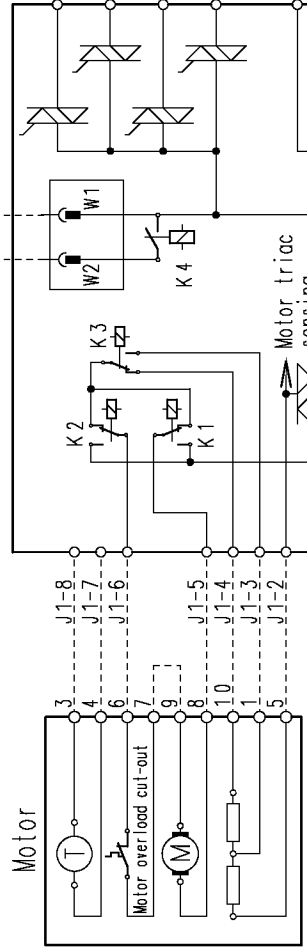 W1
W2
K4
Motor triac
sensing
K3
K2
K1
J1-8
J1-7
J1-6
J1-5
J1-4
J1-3
J1-2
3
4
6
7
9
8
10
1
5
Motor
T
Motor overload cut-out
M